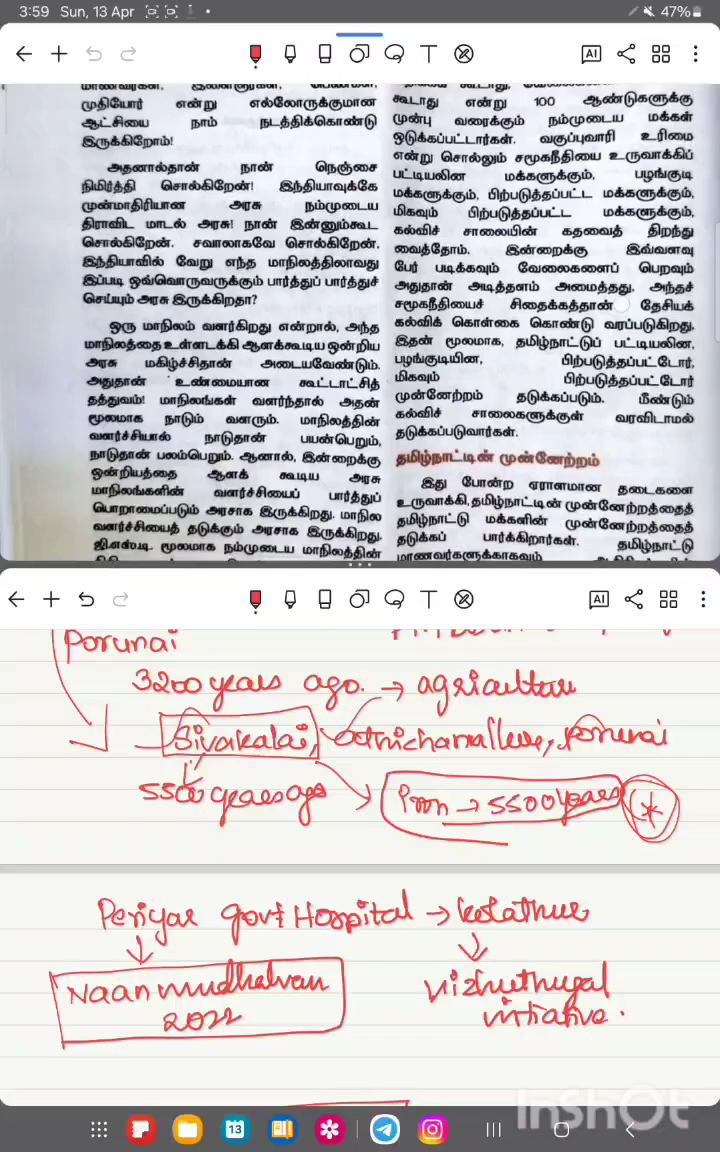 3:59 Sun, 13 Apr
47%
T
AI
முதியோர் என்று எல்லோருக்குமான
ஆட்சியை நாம் நடத்திக்கொண்டு
இருக்கிறோம்!
அதனால்தான் நான் நெஞ்சை
நிமிர்த்தி சொல்கிறேன்! இந்தியாவுக்கே
முன்மாதிரியான அரசு நம்முடைய
திராவிட மாடல் அரசு! நான் இன்னும்கூட
சொல்கிறேன். சவாலாகவே சொல்கிறேன்.
இந்தியாவில் வேறு எந்த மாநிலத்திலாவது
இப்படி ஒவ்வொருவருக்கும் பார்த்துப் பார்த்துச்
செய்யும் அரசு இருக்கிறதா?
ஒரு மாநிலம் வளர்கிறது என்றால், அந்த
மாநிலத்தை உள்ளடக்கி ஆளக்கூடிய ஒன்றிய
அரசு மகிழ்ச்சிதான் அடையவேண்டும்.
அதுதான் உண்மையான கூட்டாட்சித்
தத்துவம்! மாநிலங்கள் வளர்ந்தால் அதன்
மூலமாக நாடும் வளரும். மாநிலத்தின்
வளர்ச்சியால் நாடுதான் பயன்பெறும்,
நாடுதான் பலம்பெறும். ஆனால், இன்றைக்கு
ஒன்றியத்தை ஆளக் கூடிய அரசு
மாநிலங்களின் வளர்ச்சியைப் பார்த்துப்
பொறாமைப்படும் அரசாக இருக்கிறது. மாநில
வளர்ச்சியைத் தடுக்கும் அரசாக இருக்கிறது.
ஜி.எஸ்.டி. மூலமாக நம்முடைய மாநிலத்தின்
கூடாது என்று 100 ஆண்டுகளுக்கு
முன்பு வரைக்கும் நம்முடைய மக்கள்
ஒடுக்கப்பட்டார்கள். வகுப்புவாரி உரிமை
என்று சொல்லும் சமூகநீதியை உருவாக்கிப்
பட்டியலின மக்களுக்கும், பழங்குடி
மக்களுக்கும், பிற்படுத்தப்பட்ட மக்களுக்கும்,
மிகவும் பிற்படுத்தப்பட்ட மக்களுக்கும்,
கல்விச் சாலையின் கதவைத் திறந்து
வைத்தோம். இன்றைக்கு இவ்வளவு
பேர் படிக்கவும் வேலைகளைப் பெறவும்
அதுதான் அடித்தளம் அமைத்தது. அந்தச்
சமூகநீதியைச் சிதைக்கத்தான் தேசியக்
கல்விக் கொள்கை கொண்டு வரப்படுகிறது.
இதன் மூலமாக, தமிழ்நாட்டுப் பட்டியலின,
பழங்குடியின, பிற்படுத்தப்பட்டோர்,
மிகவும் பிற்படுத்தப்பட்டோர்
முன்னேற்றம் தடுக்கப்படும். மீண்டும்
கல்விச் சாலைகளுக்குள் வரவிடாமல்
தடுக்கப்படுவார்கள்.
தமிழ்நாட்டின் முன்னேற்றம்
இது போன்ற ஏராளமான தடைகளை
உருவாக்கி, தமிழ்நாட்டின் முன்னேற்றத்தைத்
தமிழ்நாட்டு மக்களின் முன்னேற்றத்தைத்
தடுக்கப் பார்க்கிறார்கள். தமிழ்நாட்டு
மாணவர்களுக்காகவும்
T
AI
Porunai
3200 years ago. → agriculture
Sivakalai, Porunai
5500 years ago
Iron → 5500 years
Periyar govt Hospital → kolathur
Naan mudhalvan
2022
vizhuthugal
initiative.
13
InShOt